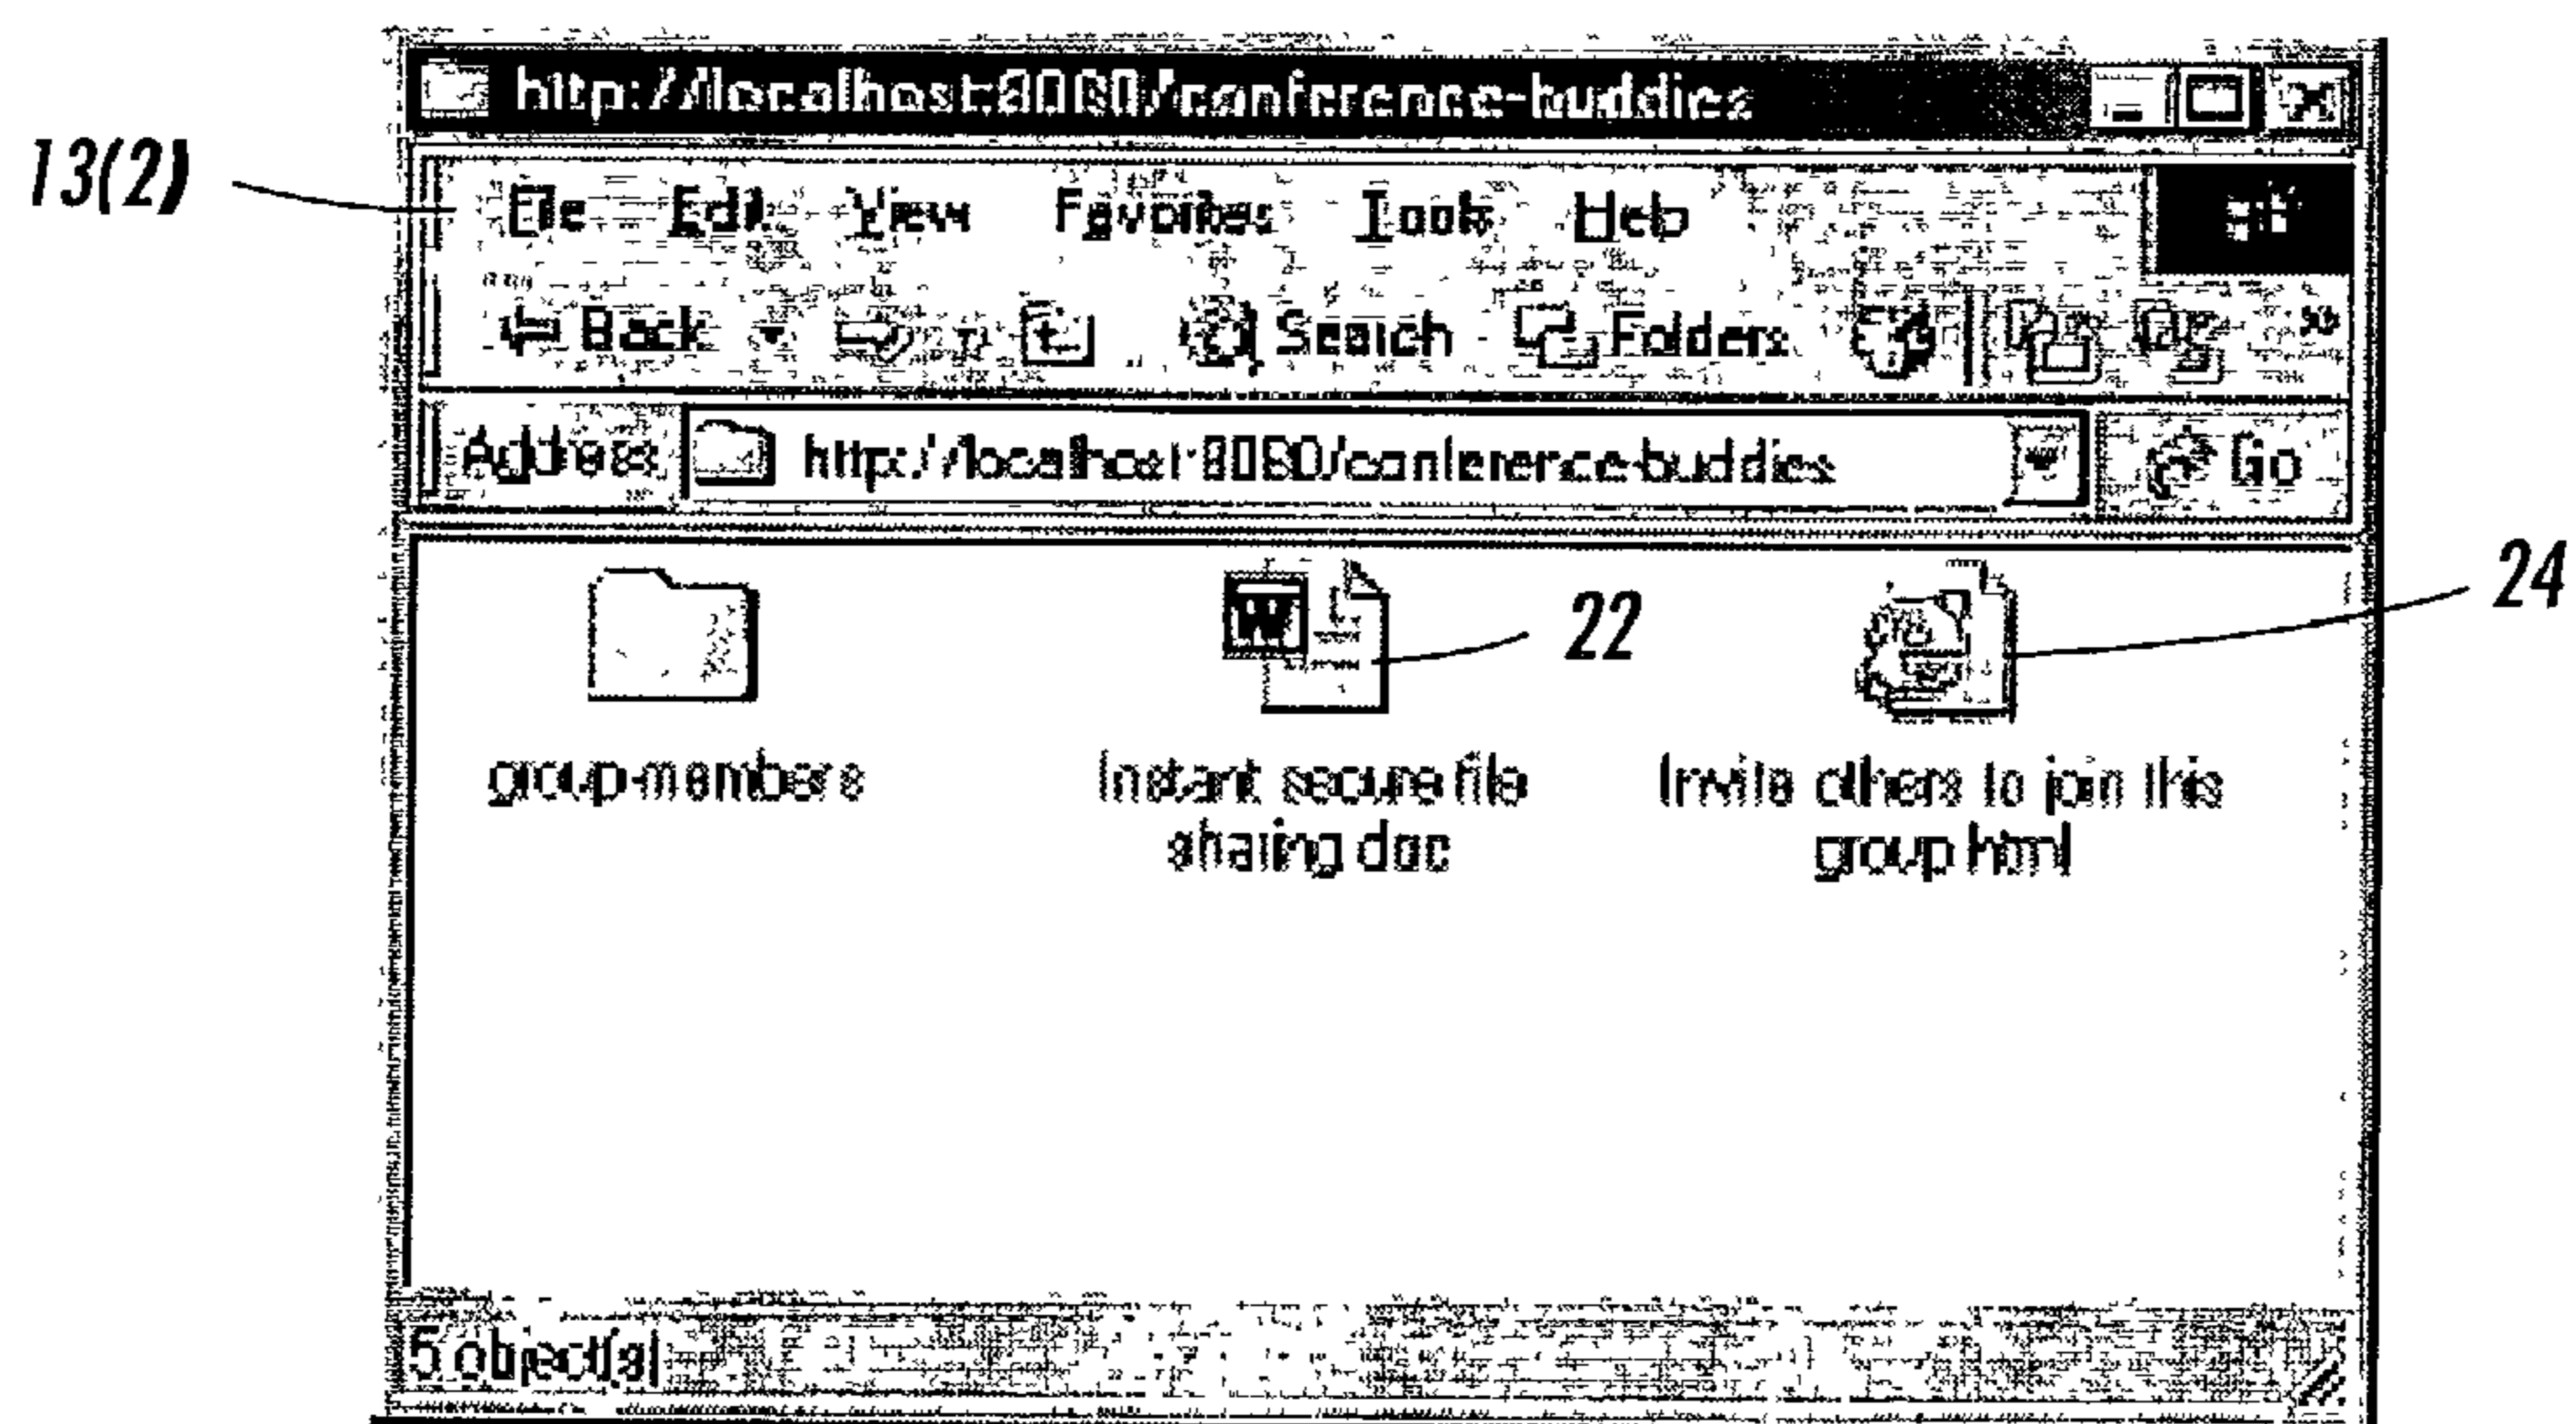 http://localhost:8080/conference-buddies
13(2)
File Edit View Favorites Tools Help
Back Search Folders »
Address http://localhost:8080/conference-buddies Go
24
22
group-members Instant secure file Invite others to join this
sharing.doc group.html
5 object(s)